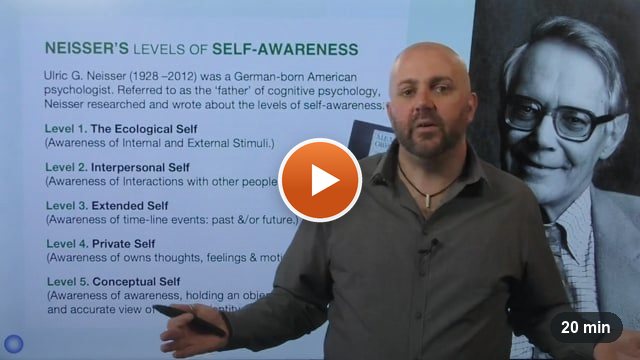 NEISSER'S LEVELS OF SELF-AWARENESS
Ulric G. Neisser (1928 –2012) was a German-born American
psychologist. Referred to as the 'father' of cognitive psychology,
Neisser researched and wrote about the levels of self-awareness.
Level 1. The Ecological Self
(Awareness of Internal and External Stimuli.)
Level 2. Interpersonal Self
(Awareness of Interactions with other people
Level 3. Extended Self
(Awareness of time-line events: past &/or future.)
Level 4. Private Self
(Awareness of owns thoughts, feelings &
Level 5. Conceptual Self
(Awareness of awareness, holding an
and accurate view of
20 min